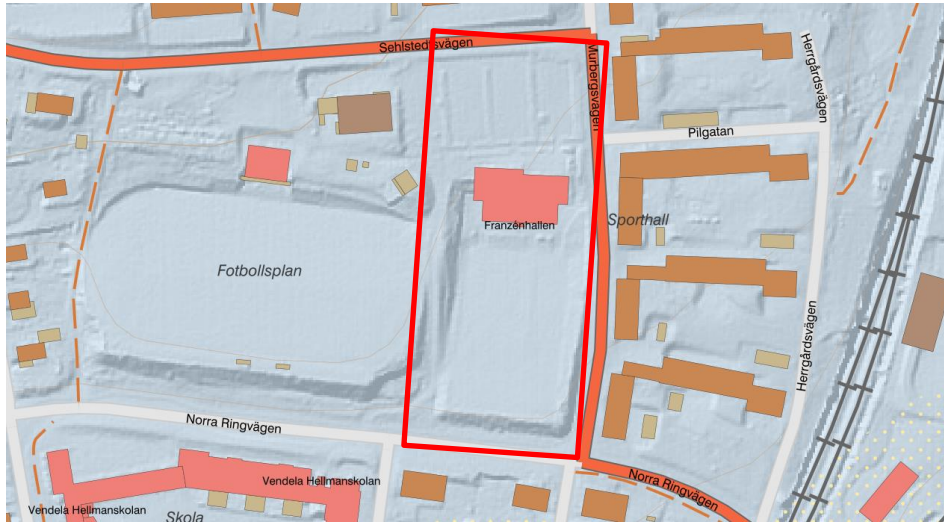 Sehlstedtsvägen
Murbergsvägen
Herrgårdsvägen
Pilgatan
Franzénhallen
Sporthall
Fotbollsplan
Herrgårdsvägen
Norra Ringvägen
Norra Ringvägen
Vendela Hellmanskolan
Vendela Hellmanskolan
Skola